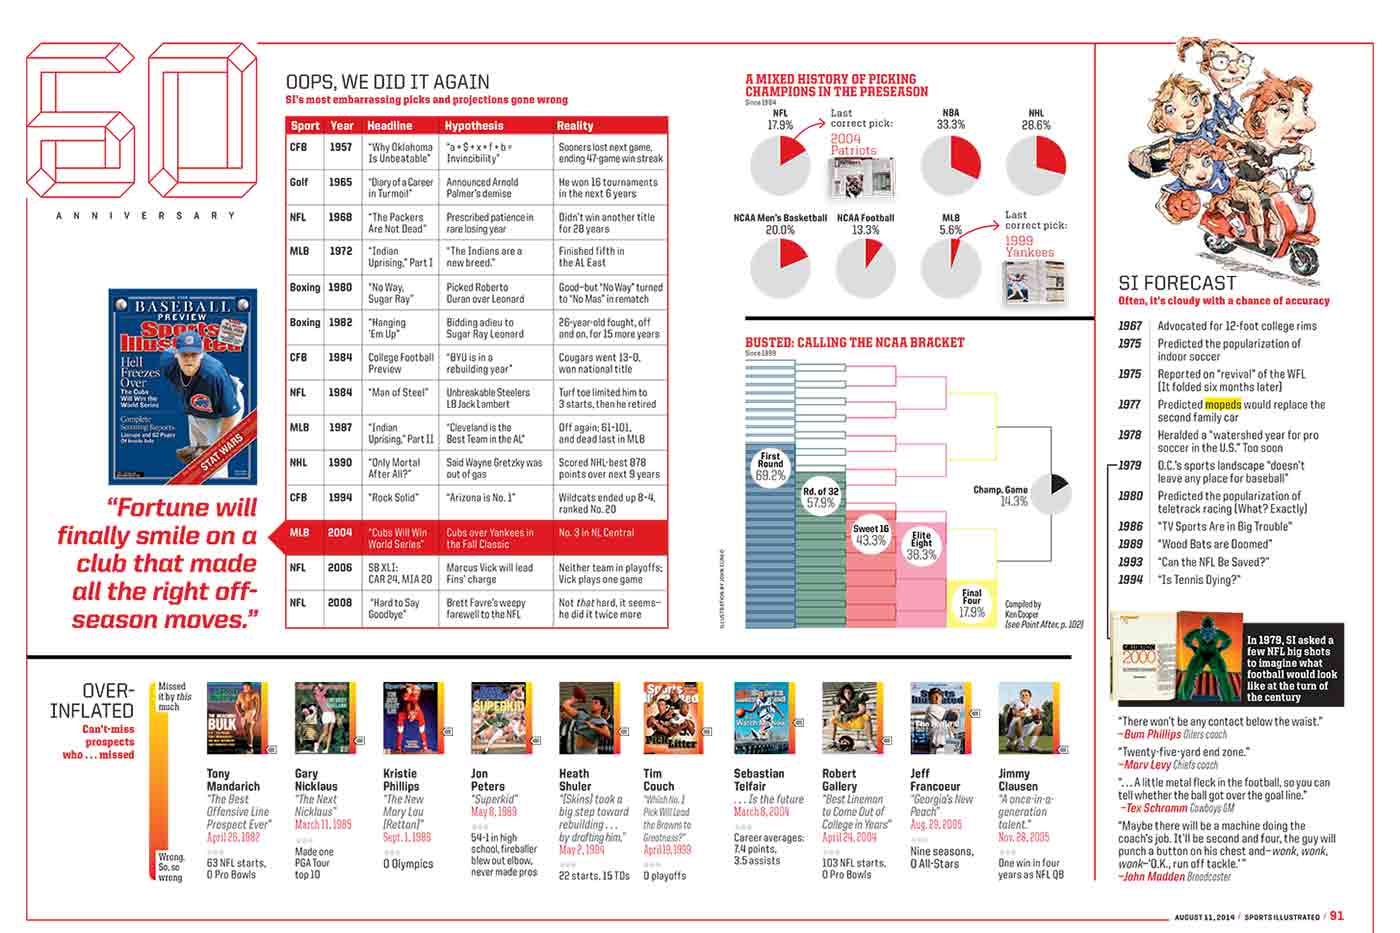 60
ANNIVERSARY
OOPS, WE DID IT AGAIN
SI's most embarrassing picks and projections gone wrong
Sport Year Headline Hypothesis Reality
CFB 1957 "Why Oklahoma Is Unbeatable" "a + $ + x + f + b = Invincibility" Sooners lost next game, ending 47-game win streak
Golf 1965 "Diary of a Career in Turmoil" Announced Arnold Palmer's demise He won 16 tournaments in the next 6 years
NFL 1968 "The Packers Are Not Dead" Prescribed patience in rare losing year Didn't win another title for 28 years
MLB 1972 "Indian Uprising," Part I "The Indians are a new breed." Finished fifth in the AL East
Boxing 1980 "No Way, Sugar Ray" Picked Roberto Duran over Leonard Good—but "No Way" turned to "No Mas" in rematch
Boxing 1982 "Hanging 'Em Up" Bidding adieu to Sugar Ray Leonard 26-year-old fought, off and on, for 15 more years
CFB 1984 College Football Preview "BYU is in a rebuilding year" Cougars went 13-0, won national title
NFL 1984 "Man of Steel" Unbreakable Steelers LB Jack Lambert Turf toe limited him to 3 starts, then he retired
MLB 1987 "Indian Uprising," Part II "Cleveland is the Best Team in the AL" Off again; 61-101, and dead last in MLB
NHL 1990 "Only Mortal After All?" Said Wayne Gretzky was out of gas Scored NHL-best 878 points over next 9 years
CFB 1994 "Rock Solid" "Arizona is No. 1" Wildcats ended up 8-4, ranked No. 20
MLB 2004 "Cubs Will Win World Series" Cubs over Yankees in the Fall Classic No. 3 in NL Central
NFL 2006 SB XLI: CAR 24, MIA 20 Marcus Vick will lead Fins' charge Neither team in playoffs; Vick plays one game
NFL 2008 "Hard to Say Goodbye" Brett Favre's weepy farewell to the NFL Not that hard, it seems—he did it twice more
BASEBALL
PREVIEW
Sports Illustrated
Hell
Freezes
Over
The Cubs
Will Win the
World Series
Complete
Scouting Reports
STAT WARS
"Fortune will
finally smile on a
club that made
all the right off-
season moves."
A MIXED HISTORY OF PICKING
CHAMPIONS IN THE PRESEASON
Since 1984
NFL
17.9%
Last
correct pick:
2004
Patriots
NBA
33.3%
NHL
28.6%
NCAA Men's Basketball
20.0%
NCAA Football
13.3%
MLB
5.6%
Last
correct pick:
1999
Yankees
BUSTED: CALLING THE NCAA BRACKET
First
Round
69.2%
Rd. of 32
57.9%
Sweet 16
43.3%
Elite
Eight
38.3%
Final
Four
17.9%
Champ. Game
14.3%
Compiled by
Ken Cooper
(see Point After, p. 102)
SI FORECAST
Often, it's cloudy with a chance of accuracy
1967 Advocated for 12-foot college rims
1975 Predicted the popularization of
indoor soccer
1975 Reported on "revival" of the WFL
(It folded six months later)
1977 Predicted mopeds would replace the
second family car
1978 Heralded a "watershed year for pro
soccer in the U.S." Too soon
1979 D.C.'s sports landscape "doesn't
leave any place for baseball"
1980 Predicted the popularization of
teletrack racing (What? Exactly)
1986 "TV Sports Are in Big Trouble"
1989 "Wood Bats are Doomed"
1993 "Can the NFL Be Saved?"
1994 "Is Tennis Dying?"
2000
In 1979, SI asked a
few NFL big shots
to imagine what
football would look
like at the turn of
the century
"There won't be any contact below the waist."
—Bum Phillips Oilers coach
"Twenty-five-yard end zone."
—Marv Levy Chiefs coach
"... A little metal fleck in the football, so you can
tell whether the ball got over the goal line."
—Tex Schramm Cowboys GM
"Maybe there will be a machine doing the
coach's job. It'll be second and four, the guy will
punch a button on his chest and—wonk, wonk,
wonk—'O.K., run off tackle.'"
—John Madden Broadcaster
OVER-
INFLATED
Can't-miss
prospects
who ... missed
Missed
it by this
much
Wrong.
So, so
wrong
Tony
Mandarich
"The Best
Offensive Line
Prospect Ever"
63 NFL starts,
0 Pro Bowls
Gary
Nicklaus
"The Next
Nicklaus"
March 11, 1985
Made one
PGA Tour
top 10
Kristie
Phillips
"The New
Mary Lou
[Retton]"
Sept. 1, 1986
0 Olympics
Jon
Peters
"Superkid"
May 8, 1989
54-1 in high
school, fireballer
blew out elbow,
never made pros
Heath
Shuler
"[Skins] took a
big step toward
rebuilding ...
by drafting him."
May 2, 1994
22 starts, 15 TDs
Tim
Couch
"Which No. 1
Pick Will Lead
the Browns to
Greatness?"
April 19, 1999
0 playoffs
Sebastian
Telfair
... Is the future
March 8, 2004
Career averages:
7.4 points,
3.5 assists
Robert
Gallery
"Best Lineman
to Come Out of
College in Years"
April 24, 2004
103 NFL starts,
0 Pro Bowls
Jeff
Francoeur
"Georgia's New
Peach"
Aug. 29, 2005
Nine seasons,
0 All-Stars
Jimmy
Clausen
"A once-in-a-
generation
talent."
Nov. 28, 2005
One win in four
years as NFL QB
AUGUST 11, 2014 / SPORTS ILLUSTRATED / 91